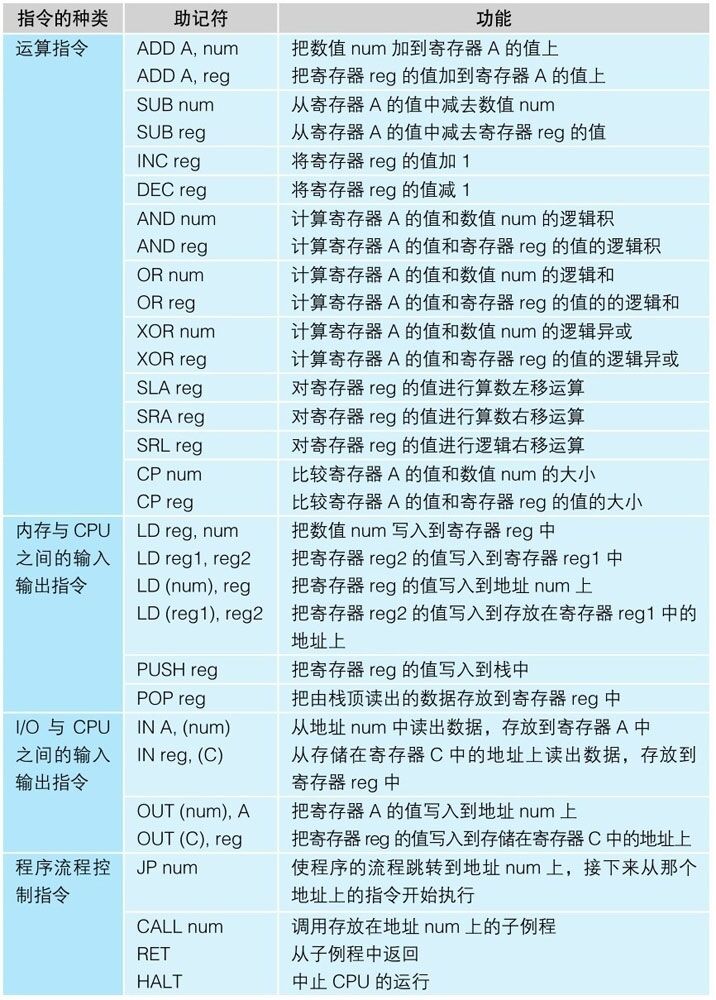 指令的种类 助记符 功能
运算指令 ADD A, num 把数值 num 加到寄存器 A 的值上
ADD A, reg 把寄存器 reg 的值加到寄存器 A 的值上
SUB num 从寄存器 A 的值中减去数值 num
SUB reg 从寄存器 A 的值中减去寄存器 reg 的值
INC reg 将寄存器 reg 的值加 1
DEC reg 将寄存器 reg 的值减 1
AND num 计算寄存器 A 的值和数值 num 的逻辑积
AND reg 计算寄存器 A 的值和寄存器 reg 的值的逻辑积
OR num 计算寄存器 A 的值和数值 num 的逻辑和
OR reg 计算寄存器 A 的值和寄存器 reg 的值的的逻辑和
XOR num 计算寄存器 A 的值和数值 num 的逻辑异或
XOR reg 计算寄存器 A 的值和寄存器 reg 的值的逻辑异或
SLA reg 对寄存器 reg 的值进行算数左移运算
SRA reg 对寄存器 reg 的值进行算数右移运算
SRL reg 对寄存器 reg 的值进行逻辑右移运算
CP num 比较寄存器 A 的值和数值 num 的大小
CP reg 比较寄存器 A 的值和寄存器 reg 的值的大小
内存与 CPU LD reg, num 把数值 num 写入到寄存器 reg 中
之间的输入 LD reg1, reg2 把寄存器 reg2 的值写入到寄存器 reg1 中
输出指令 LD (num), reg 把寄存器 reg 的值写入到地址 num 上
LD (reg1), reg2 把寄存器 reg2 的值写入到存放在寄存器 reg1 中的
地址上
PUSH reg 把寄存器 reg 的值写入到栈中
POP reg 把由栈顶读出的数据存放到寄存器 reg 中
I/O 与 CPU IN A, (num) 从地址 num 中读出数据，存放到寄存器 A 中
之间的输入 IN reg, (C) 从存储在寄存器 C 中的地址上读出数据，存放到
输出指令 寄存器 reg 中
OUT (num), A 把寄存器 A 的值写入到地址 num 上
OUT (C), reg 把寄存器 reg 的值写入到存储在寄存器 C 中的地址上
程序流程控 JP num 使程序的流程跳转到地址 num 上，接下来从那个
制指令 地址上的指令开始执行
CALL num 调用存放在地址 num 上的子例程
RET 从子例程中返回
HALT 中止 CPU 的运行